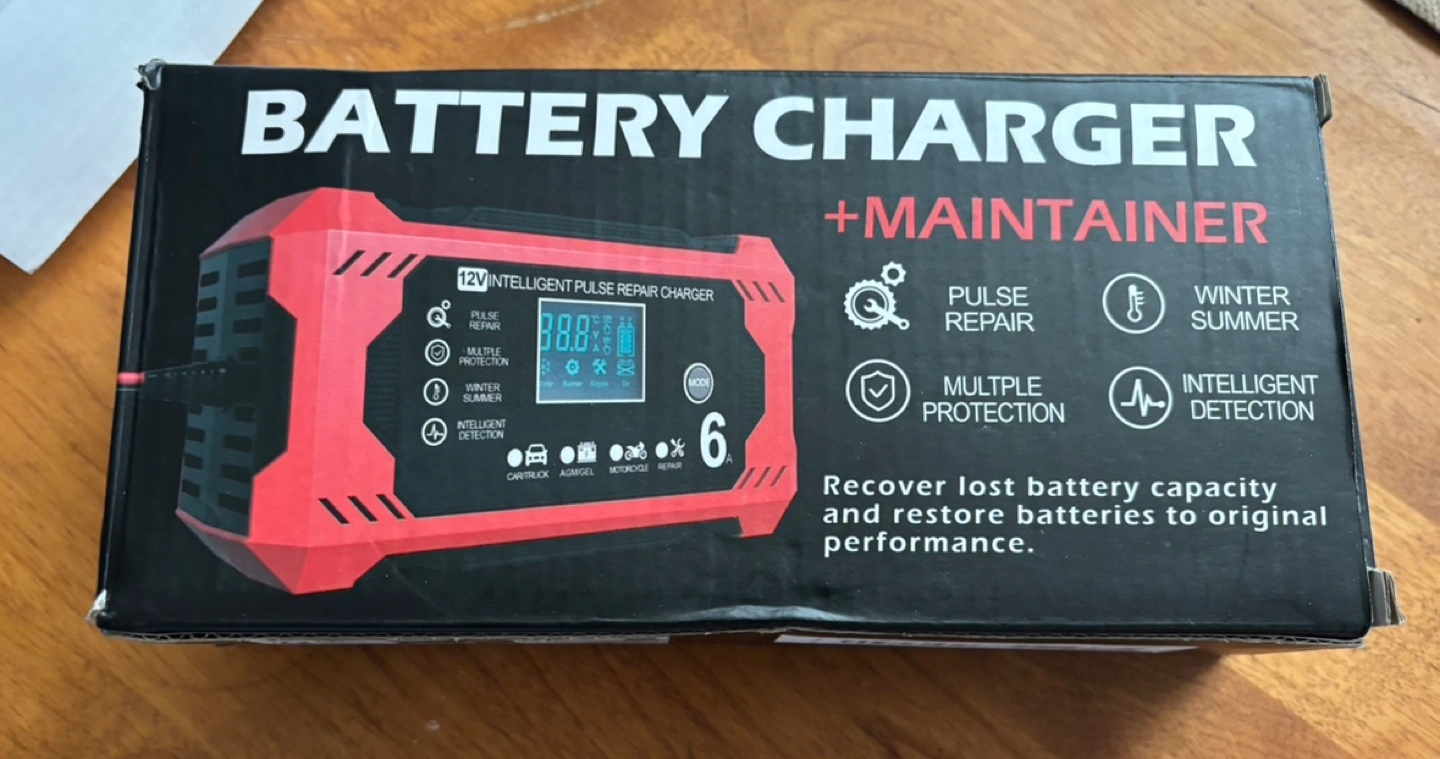 BATTERY CHARGER
+MAINTAINER
12V INTELLIGENT PULSE REPAIR CHARGER
PULSE
REPAIR
MULTPLE
PROTECTION
WINTER
SUMMER
INTELLIGENT
DETECTION
88.8
MODE
6A
CAR/TRUCK
AGM/GEL
MOTORCYCLE
REPAIR
PULSE
REPAIR
WINTER
SUMMER
MULTPLE
PROTECTION
INTELLIGENT
DETECTION
Recover lost battery capacity
and restore batteries to original
performance.